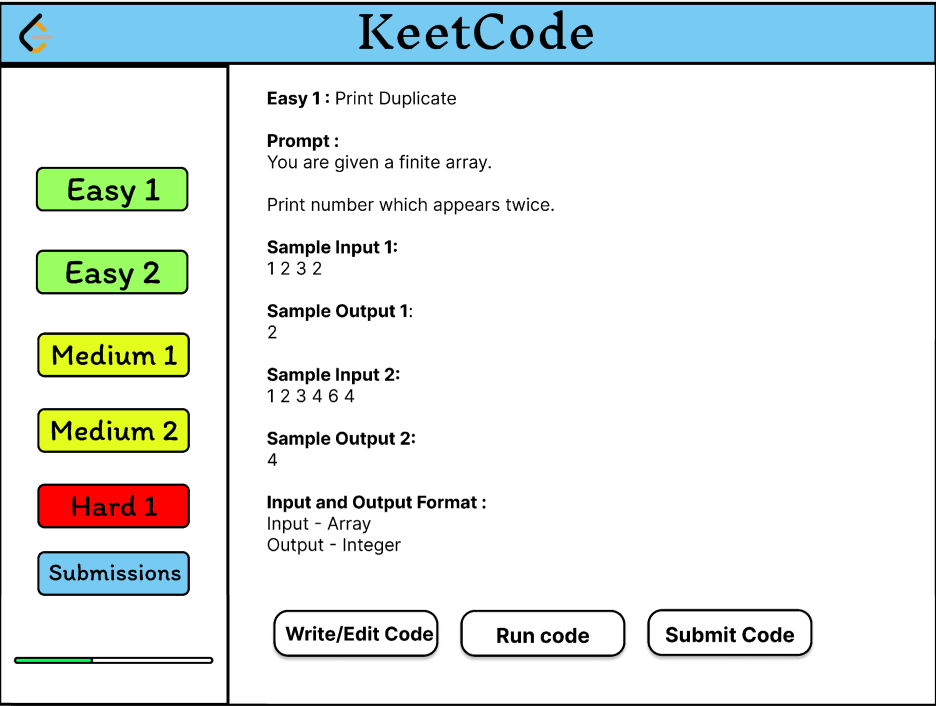 KeetCode
Easy 1
Easy 2
Medium 1
Medium 2
Hard 1
Submissions
Easy 1 : Print Duplicate
Prompt :
You are given a finite array.
Print number which appears twice.
Sample Input 1:
1 2 3 2
Sample Output 1:
2
Sample Input 2:
1 2 3 4 6 4
Sample Output 2:
4
Input and Output Format :
Input - Array
Output - Integer
Write/Edit Code
Run code
Submit Code